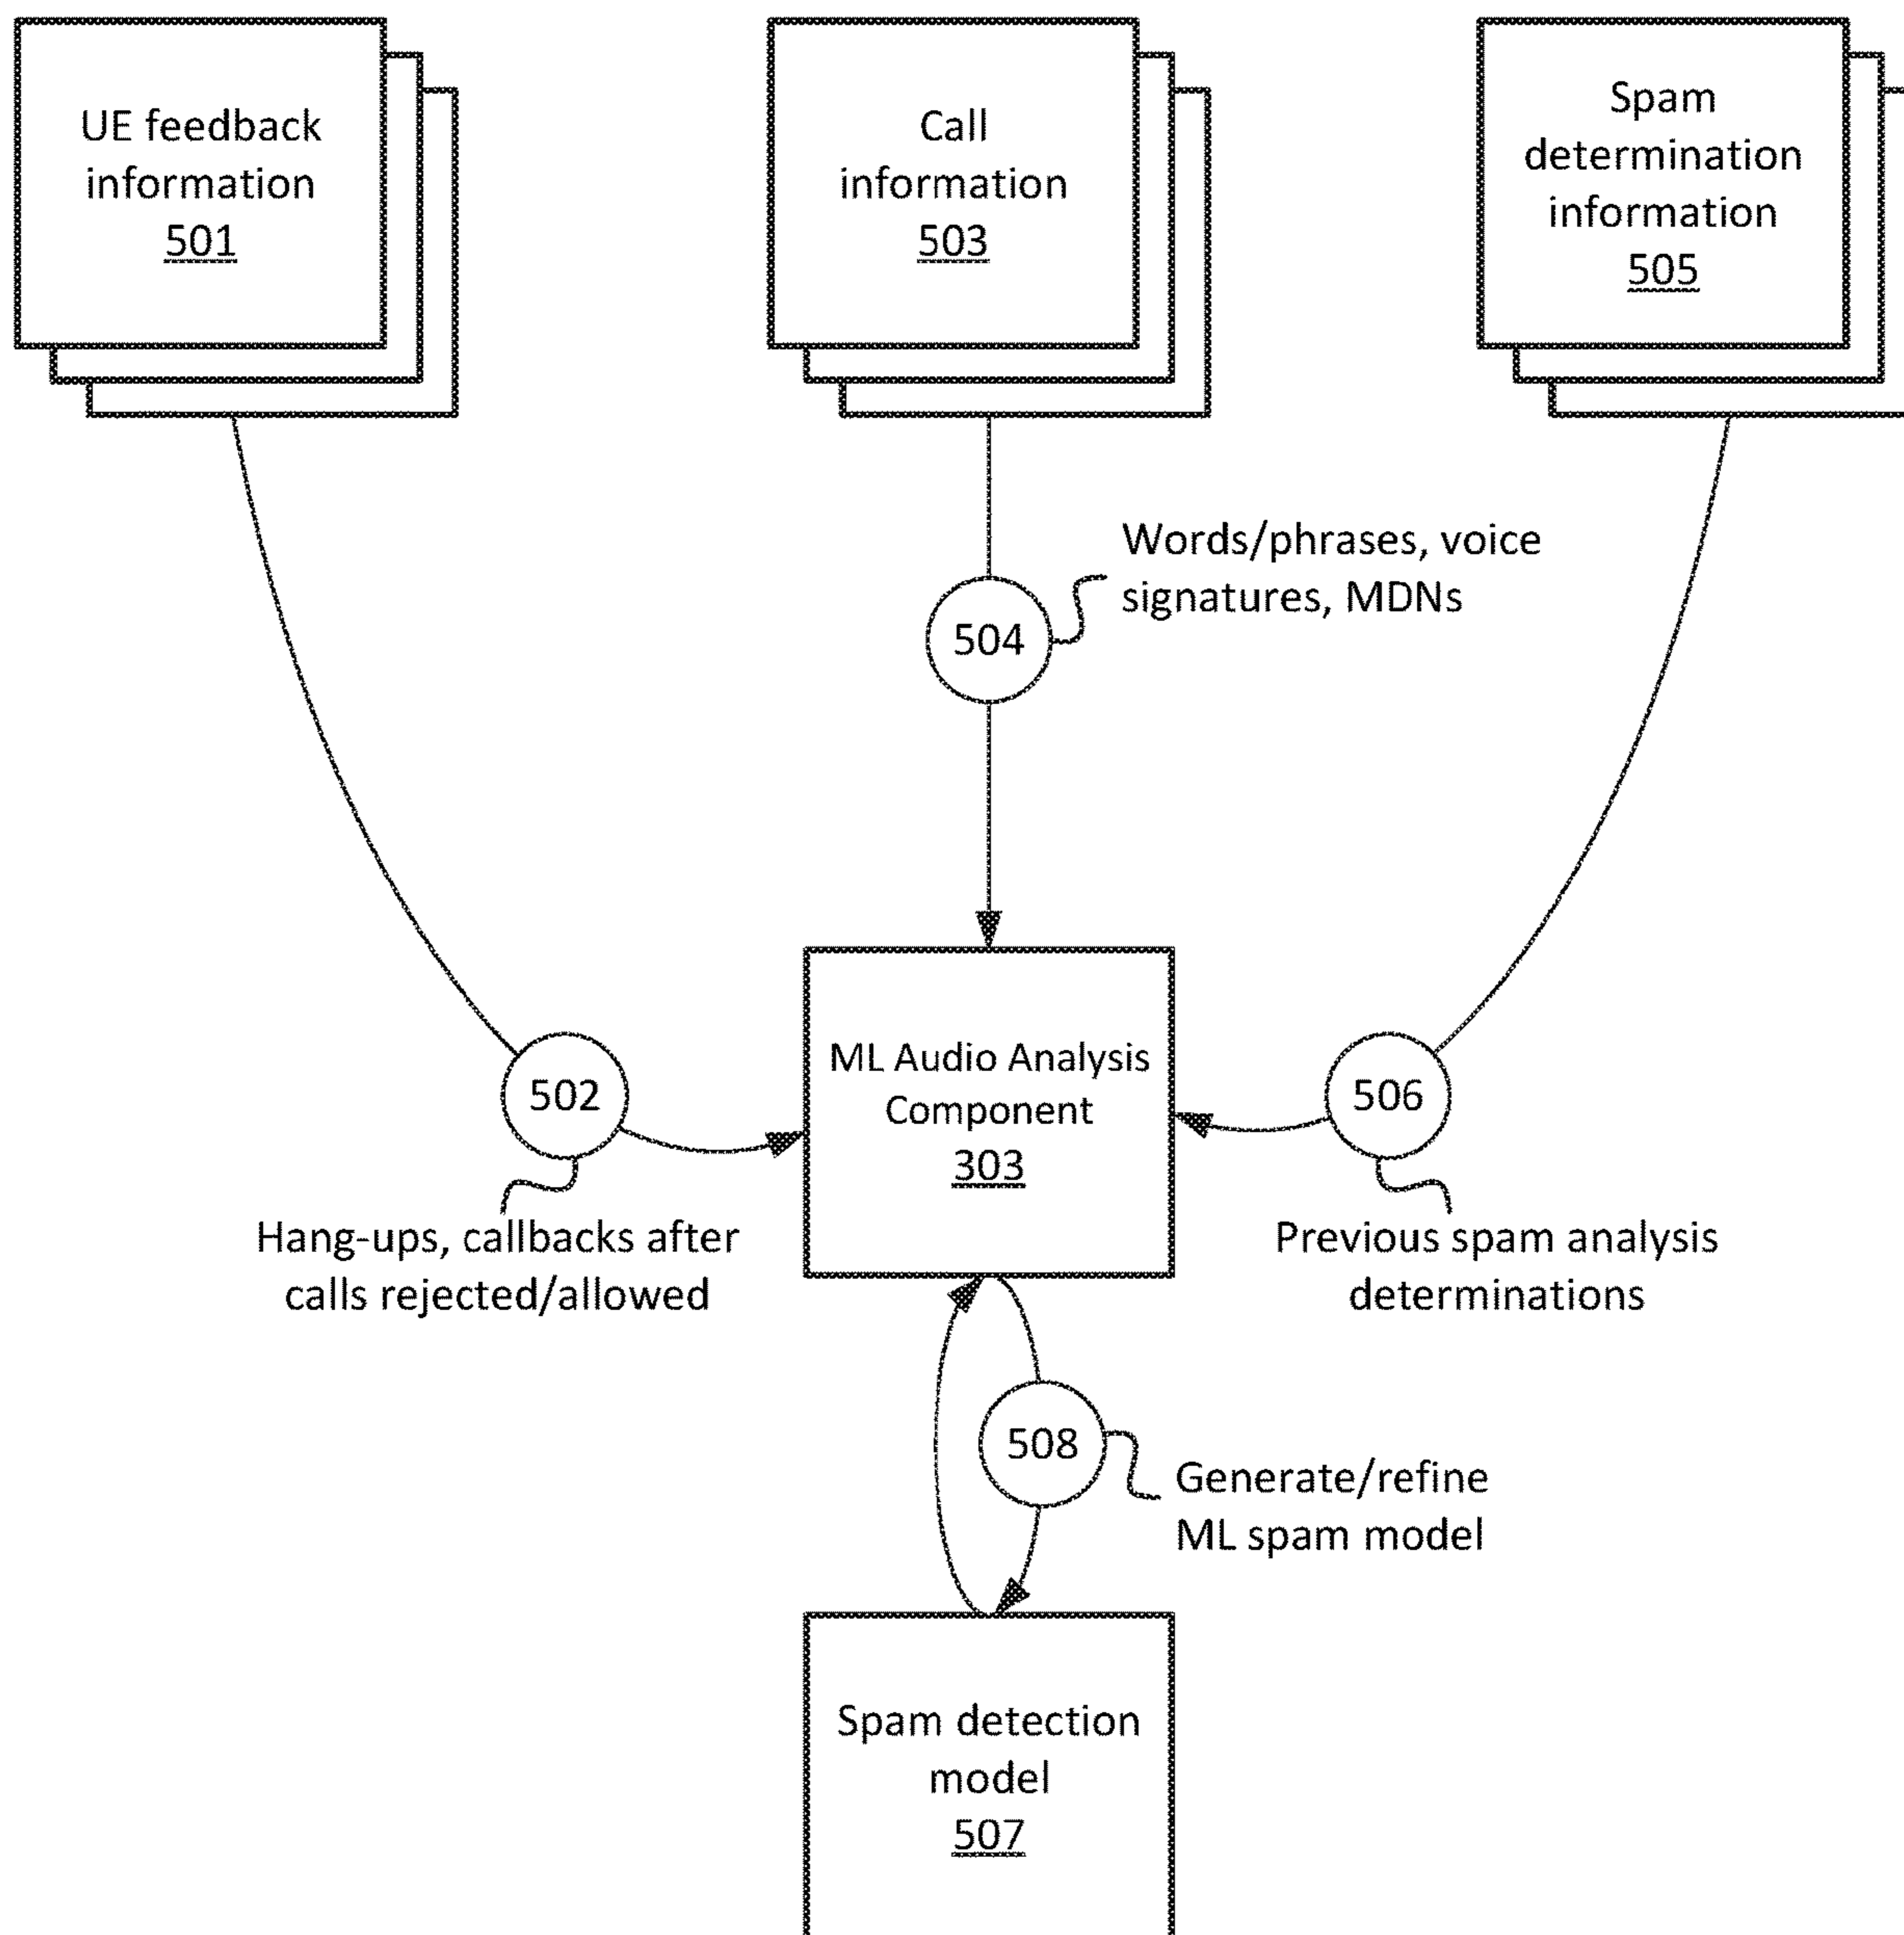 UE feedback
information
501
Call
information
503
Spam
determination
information
505
Words/phrases, voice
signatures, MDNs
504
ML Audio Analysis
Component
303
502
Hang-ups, callbacks after
calls rejected/allowed
506
Previous spam analysis
determinations
508
Generate/refine
ML spam model
Spam detection
model
507